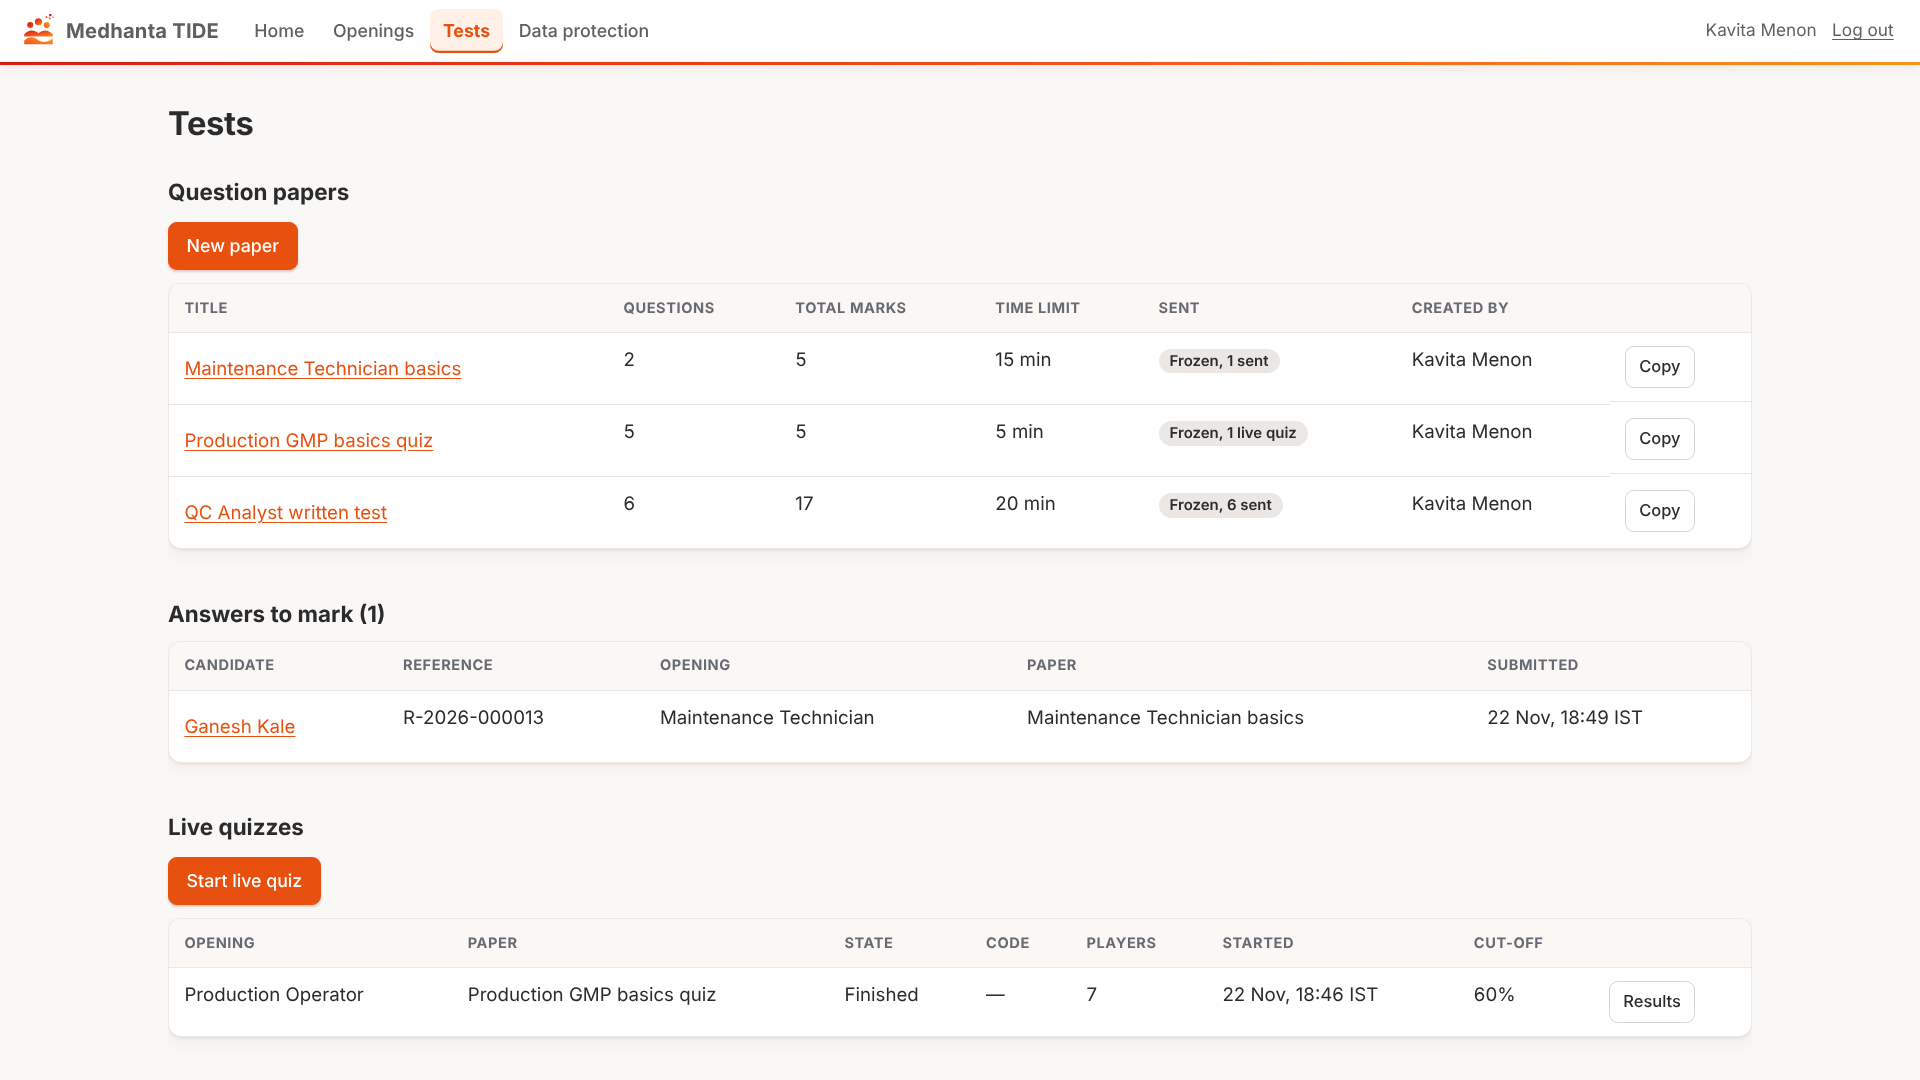 Medhanta TIDE Home Openings Tests Data protection Kavita Menon Log out
Tests
Question papers
New paper
TITLE QUESTIONS TOTAL MARKS TIME LIMIT SENT CREATED BY
Maintenance Technician basics 2 5 15 min Frozen, 1 sent Kavita Menon Copy
Production GMP basics quiz 5 5 5 min Frozen, 1 live quiz Kavita Menon Copy
QC Analyst written test 6 17 20 min Frozen, 6 sent Kavita Menon Copy
Answers to mark (1)
CANDIDATE REFERENCE OPENING PAPER SUBMITTED
Ganesh Kale R-2026-000013 Maintenance Technician Maintenance Technician basics 22 Nov, 18:49 IST
Live quizzes
Start live quiz
OPENING PAPER STATE CODE PLAYERS STARTED CUT-OFF
Production Operator Production GMP basics quiz Finished — 7 22 Nov, 18:46 IST 60% Results